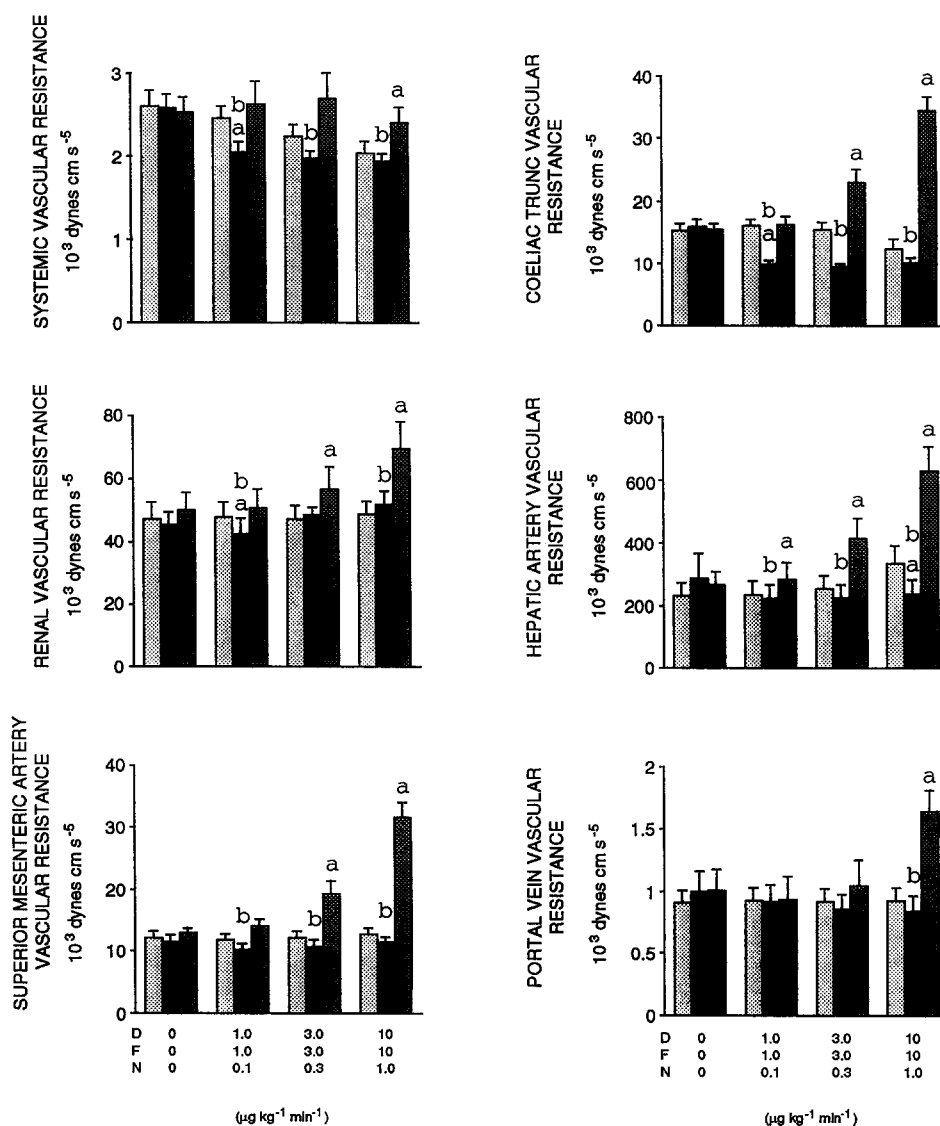 SYSTEMIC VASCULAR RESISTANCE
10³ dynes cm s⁻⁵
3
2
1
0
b
a
b
b
a
COELIAC TRUNC VASCULAR
RESISTANCE
10³ dynes cm s⁻⁵
40
30
20
10
0
b
a
b
a
b
a
RENAL VASCULAR RESISTANCE
10³ dynes cm s⁻⁵
80
60
40
20
0
b
a
a
b
a
HEPATIC ARTERY VASCULAR
RESISTANCE
10³ dynes cm s⁻⁵
800
600
400
200
0
b
a
b
a
b
a
a
SUPERIOR MESENTERIC ARTERY
VASCULAR RESISTANCE
10³ dynes cm s⁻⁵
40
30
20
10
0
b
b
a
b
a
D 0 1.0 3.0 10
F 0 1.0 3.0 10
N 0 0.1 0.3 1.0
(µg kg⁻¹ min⁻¹)
PORTAL VEIN VASCULAR
RESISTANCE
10³ dynes cm s⁻⁵
2
1.5
1
0.5
0
b
a
D 0 1.0 3.0 10
F 0 1.0 3.0 10
N 0 0.1 0.3 1.0
(µg kg⁻¹ min⁻¹)